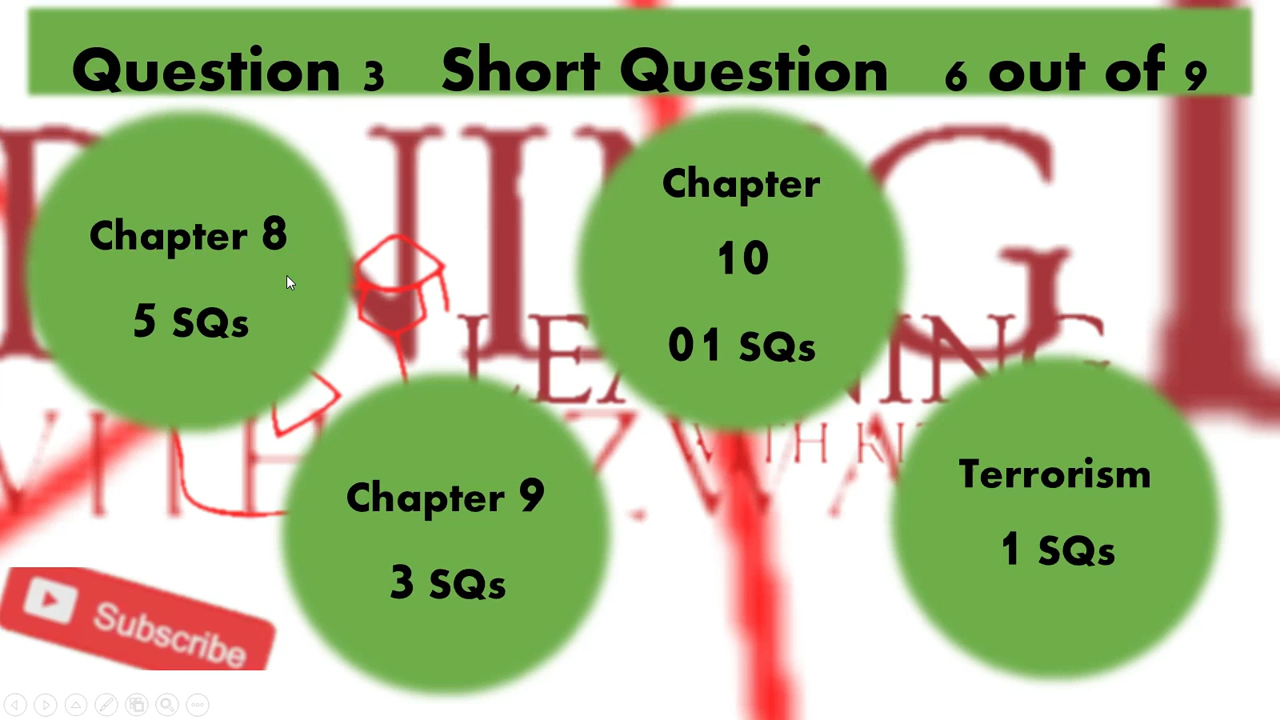 Question 3 Short Question 6 out of 9
Chapter 8
5 SQs
Chapter
10
01 SQs
Chapter 9
3 SQs
Terrorism
1 SQs
Subscribe